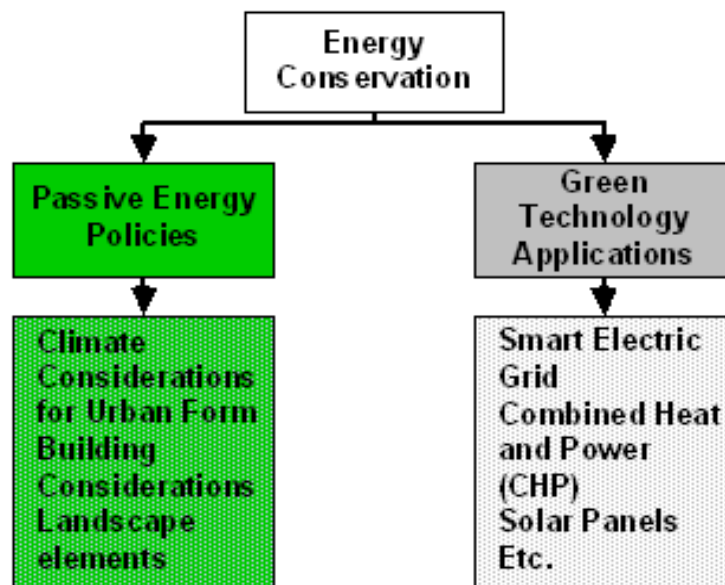 Energy
Conservation
Passive Energy
Policies
Green
Technology
Applications
Climate
Considerations
for Urban Form
Building
Considerations
Landscape
elements
Smart Electric
Grid
Combined Heat
and Power
(CHP)
Solar Panels
Etc.